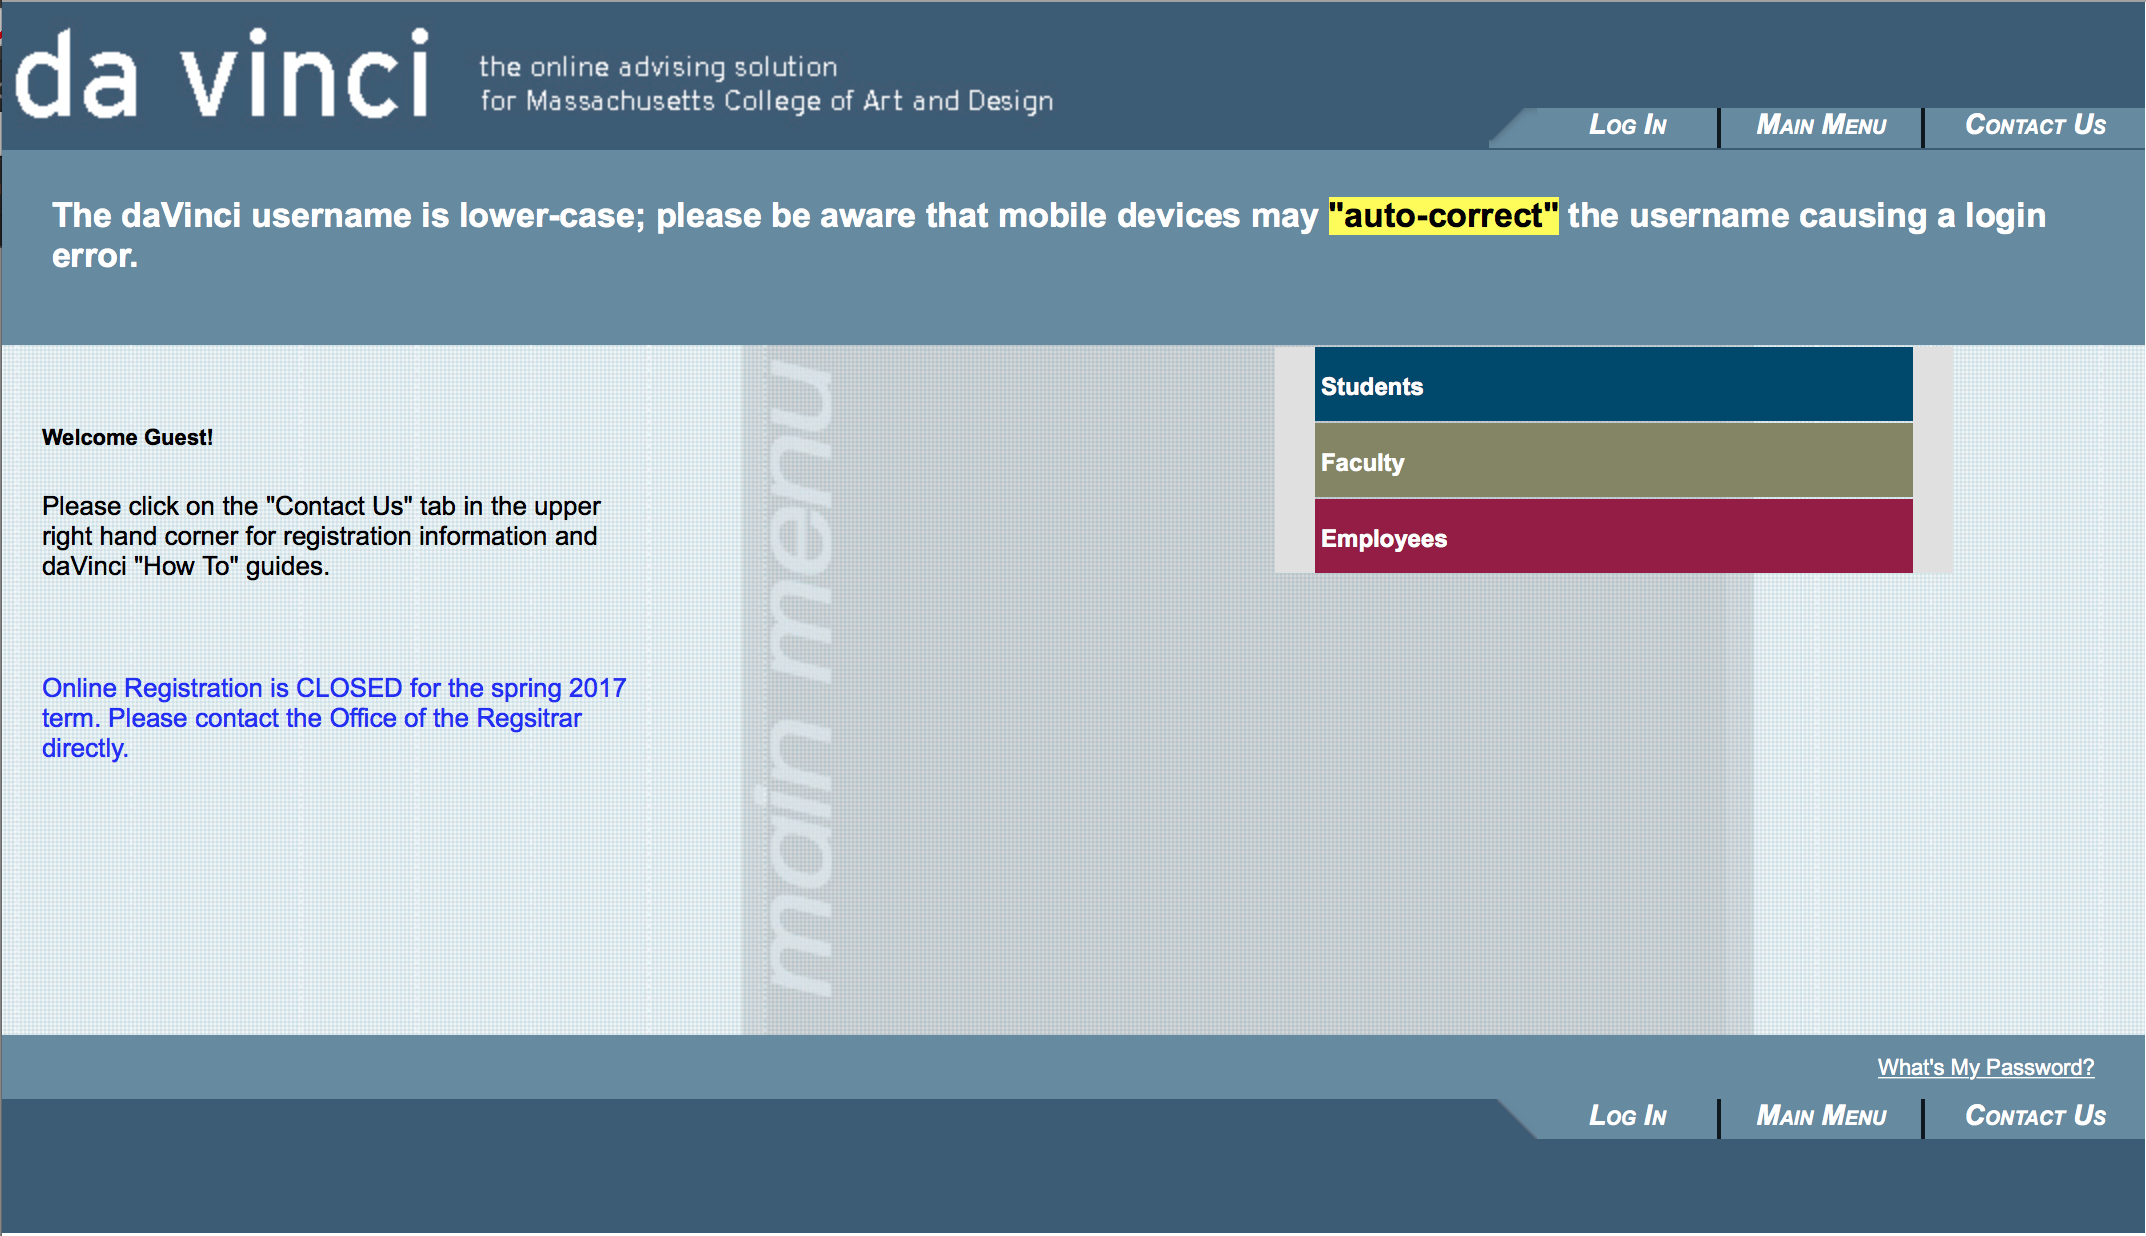 da vinci
the online advising solution
for Massachusetts College of Art and Design
Log In
Main Menu
Contact Us
The daVinci username is lower-case; please be aware that mobile devices may "auto-correct" the username causing a login
error.
Welcome Guest!
Please click on the "Contact Us" tab in the upper
right hand corner for registration information and
daVinci "How To" guides.
Online Registration is CLOSED for the spring 2017
term. Please contact the Office of the Regsitrar
directly.
main menu
Students
Faculty
Employees
What's My Password?
Log In
Main Menu
Contact Us